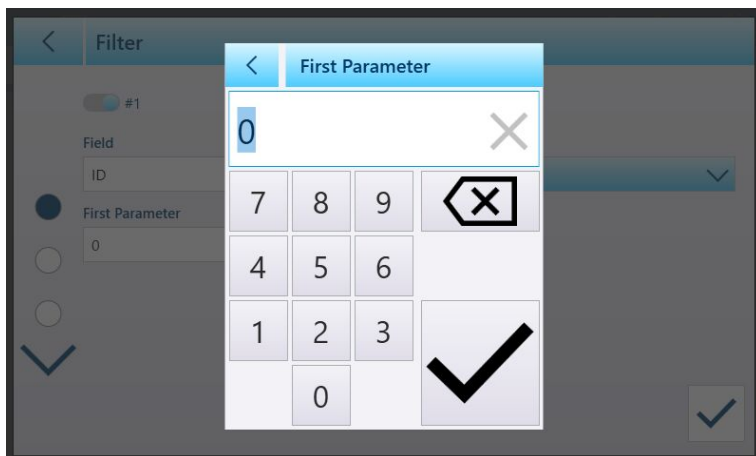 Filter
#1
Field
ID
First Parameter
0
First Parameter
0
7 8 9
4 5 6
1 2 3
0